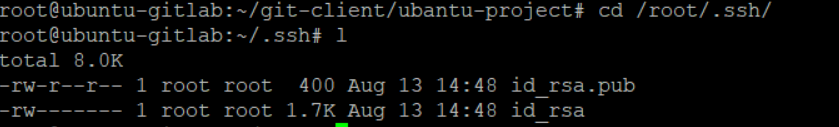 root@ubuntu-gitlab:~/git-client/ubantu-project# cd /root/.ssh/
root@ubuntu-gitlab:~/.ssh# l
total 8.0K
-rw-r--r-- 1 root root  400 Aug 13 14:48 id_rsa.pub
-rw------- 1 root root 1.7K Aug 13 14:48 id_rsa